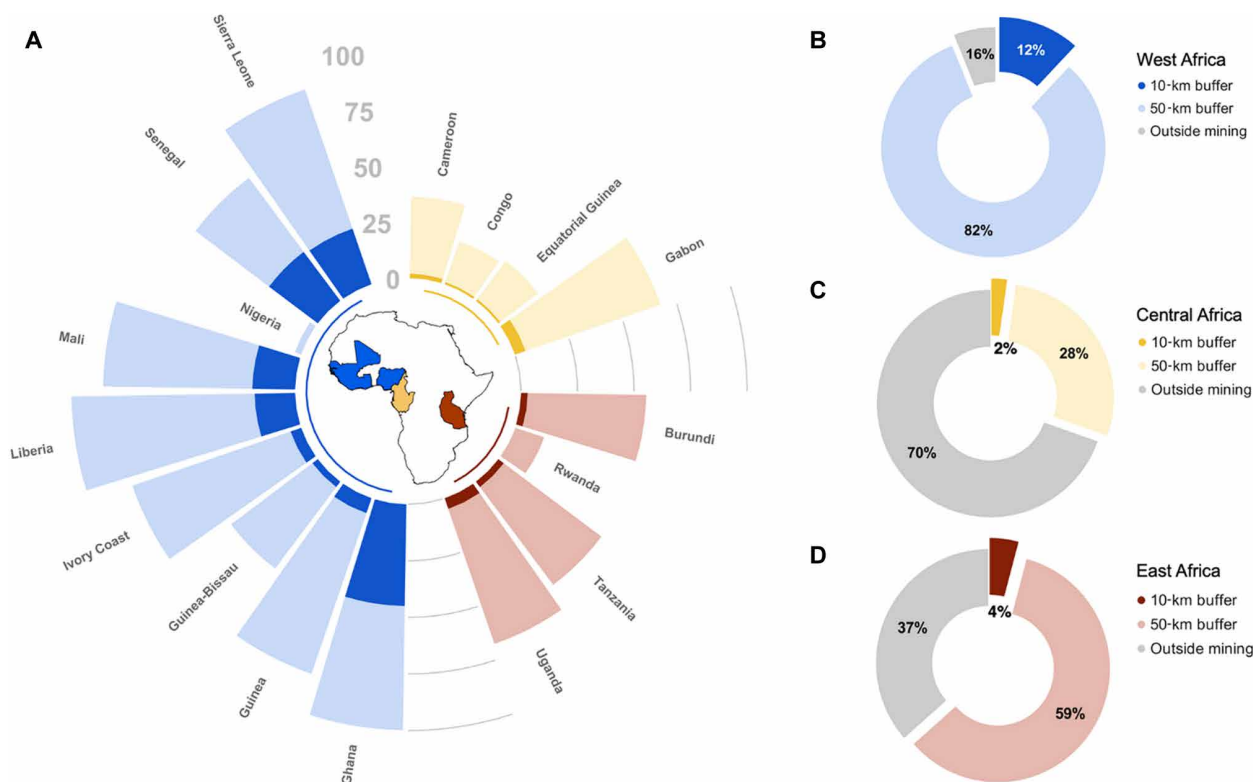 A
100
75
50
25
0
Sierra Leone
Senegal
Nigeria
Mali
Liberia
Ivory Coast
Guinea-Bissau
Guinea
Ghana
Cameroon
Congo
Equatorial Guinea
Gabon
Burundi
Rwanda
Tanzania
Uganda
B
16%
12%
82%
West Africa
10-km buffer
50-km buffer
Outside mining
C
2%
28%
70%
Central Africa
10-km buffer
50-km buffer
Outside mining
D
4%
37%
59%
East Africa
10-km buffer
50-km buffer
Outside mining